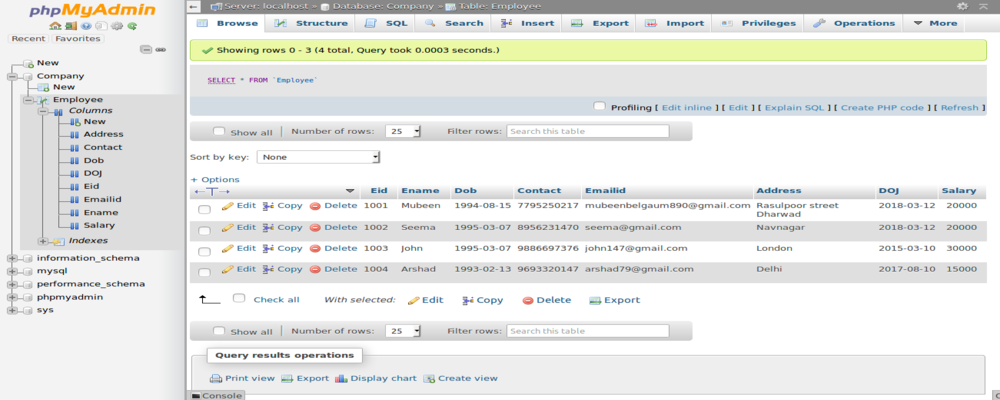 phpMyAdmin
Recent Favorites
New
Company
New
Employee
Columns
New
Address
Contact
Dob
DOJ
Eid
Emailid
Ename
Salary
Indexes
information_schema
mysql
performance_schema
phpmyadmin
sys
Server: localhost » Database: Company » Table: Employee
Browse Structure SQL Search Insert Export Import Privileges Operations More
Showing rows 0 - 3 (4 total, Query took 0.0003 seconds.)
SELECT * FROM `Employee`
Profiling [ Edit inline ] [ Edit ] [ Explain SQL ] [ Create PHP code ] [ Refresh ]
Show all | Number of rows: 25 Filter rows: Search this table
Sort by key: None
+ Options
←T→ Eid Ename Dob Contact Emailid Address DOJ Salary
Edit Copy Delete 1001 Mubeen 1994-08-15 7795250217 mubeenbelgaum890@gmail.com Rasulpoor street 2018-03-12 20000
Dharwad
Edit Copy Delete 1002 Seema 1995-03-07 8956231470 seema@gmail.com Navnagar 2018-03-12 20000
Edit Copy Delete 1003 John 1995-03-07 9886697376 john147@gmail.com London 2015-03-10 30000
Edit Copy Delete 1004 Arshad 1993-02-13 9693320147 arshad79@gmail.com Delhi 2017-08-10 15000
Check all With selected: Edit Copy Delete Export
Show all | Number of rows: 25 Filter rows: Search this table
Query results operations
Print view Export Display chart Create view
Console